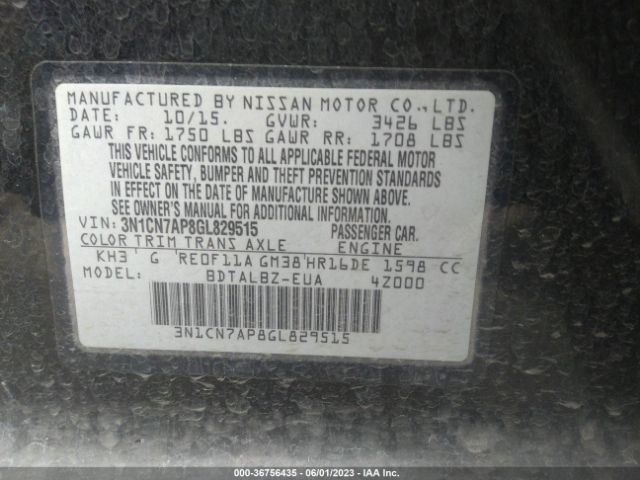 MANUFACTURED BY NISSAN MOTOR CO.,LTD.
DATE: 10/15. GVWR: 3426 LBS
GAWR FR: 1750 LBS GAWR RR: 1708 LBS
THIS VEHICLE CONFORMS TO ALL APPLICABLE FEDERAL MOTOR
VEHICLE SAFETY, BUMPER AND THEFT PREVENTION STANDARDS
IN EFFECT ON THE DATE OF MANUFACTURE SHOWN ABOVE.
SEE OWNER'S MANUAL FOR ADDITIONAL INFORMATION.
VIN: 3N1CN7AP8GL829515 PASSENGER CAR.
COLOR TRIM TRANS AXLE ENGINE
KH3 G RE0F11A GM38 HR16DE 1598 CC
MODEL BDTALBZ-EUA 4Z000
3N1CN7AP8GL829515
000-36756435 - 06/01/2023 - IAA Inc.